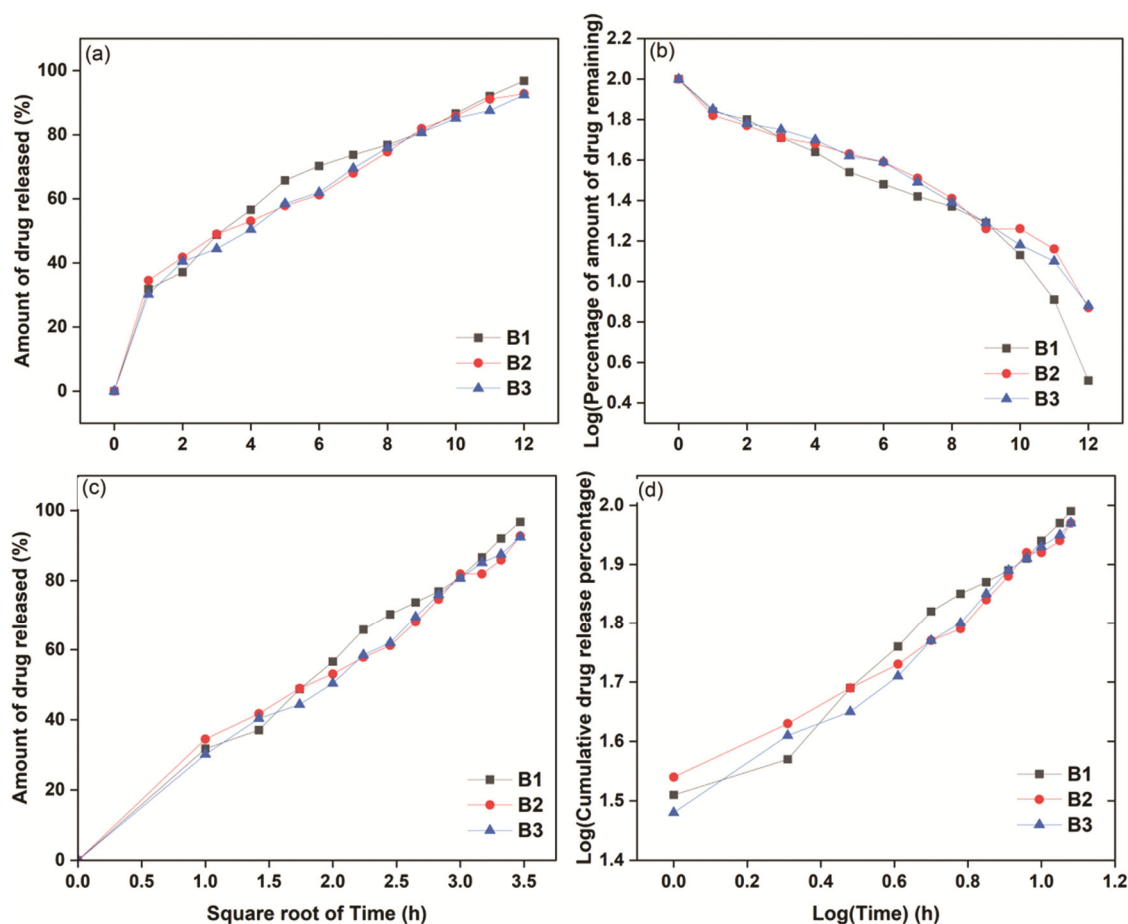 (a)
Amount of drug released (%)
100
80
60
40
20
0
0 2 4 6 8 10 12
B1
B2
B3
(b)
Log(Percentage of amount of drug remaining)
2.2
2.0
1.8
1.6
1.4
1.2
1.0
0.8
0.6
0.4
0 2 4 6 8 10 12
B1
B2
B3
(c)
Amount of drug released (%)
100
80
60
40
20
0
0.0 0.5 1.0 1.5 2.0 2.5 3.0 3.5
Square root of Time (h)
B1
B2
B3
(d)
Log(Cumulative drug release percentage)
2.0
1.9
1.8
1.7
1.6
1.5
1.4
0.0 0.2 0.4 0.6 0.8 1.0 1.2
Log(Time) (h)
B1
B2
B3